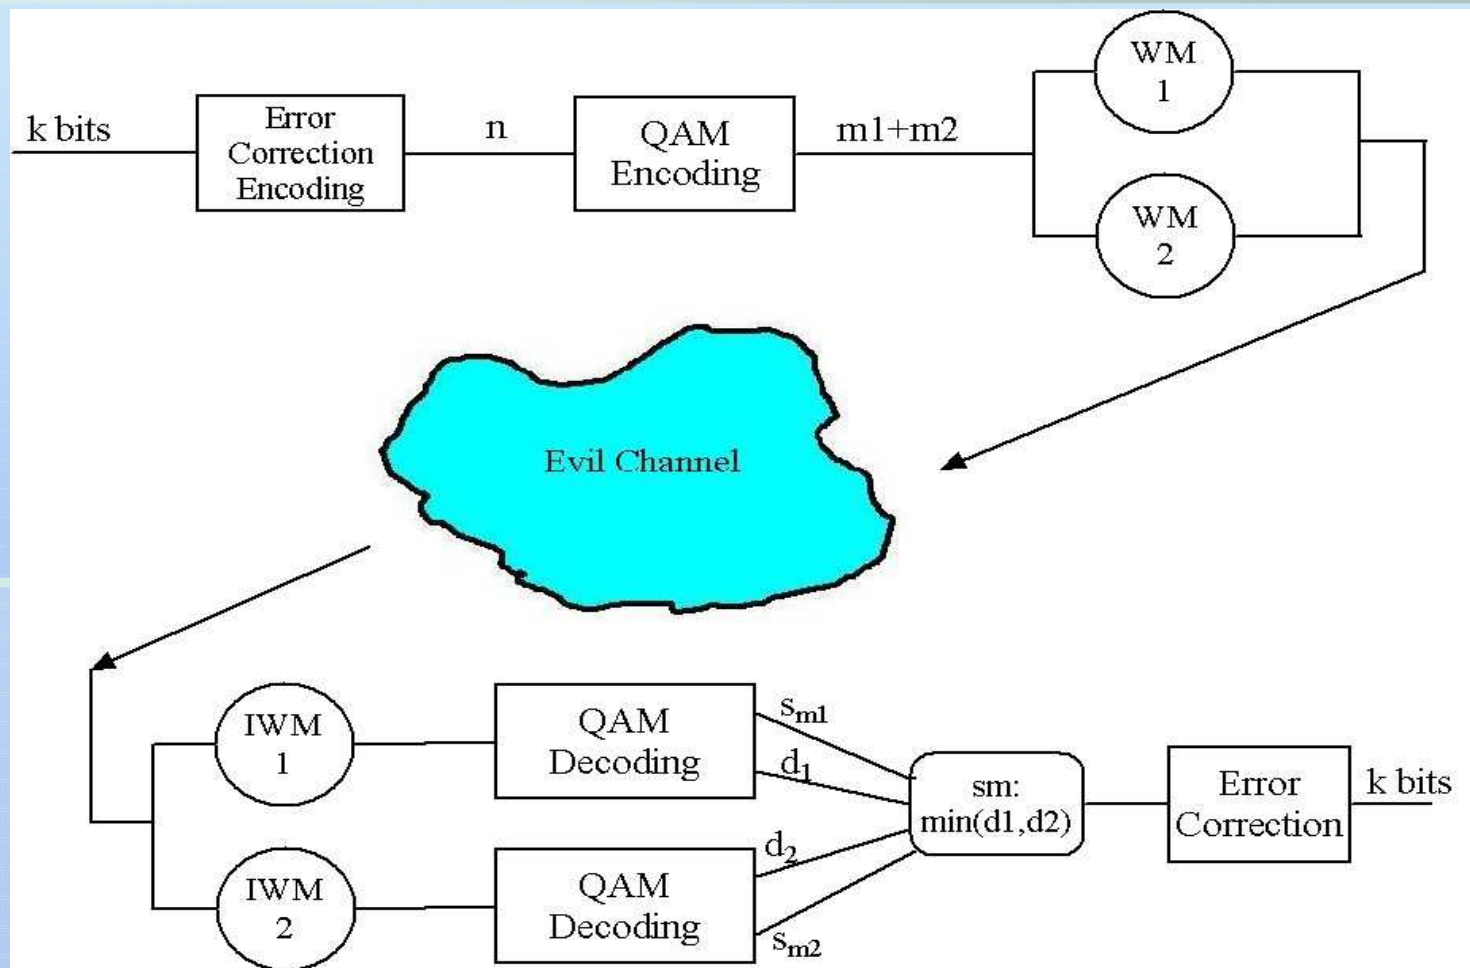 k bits
Error
Correction
Encoding
n
QAM
Encoding
m1+m2
WM
1
WM
2
Evil Channel
IWM
1
QAM
Decoding
sm1
d1
sm:
min(d1,d2)
Error
Correction
k bits
IWM
2
QAM
Decoding
d2
sm2